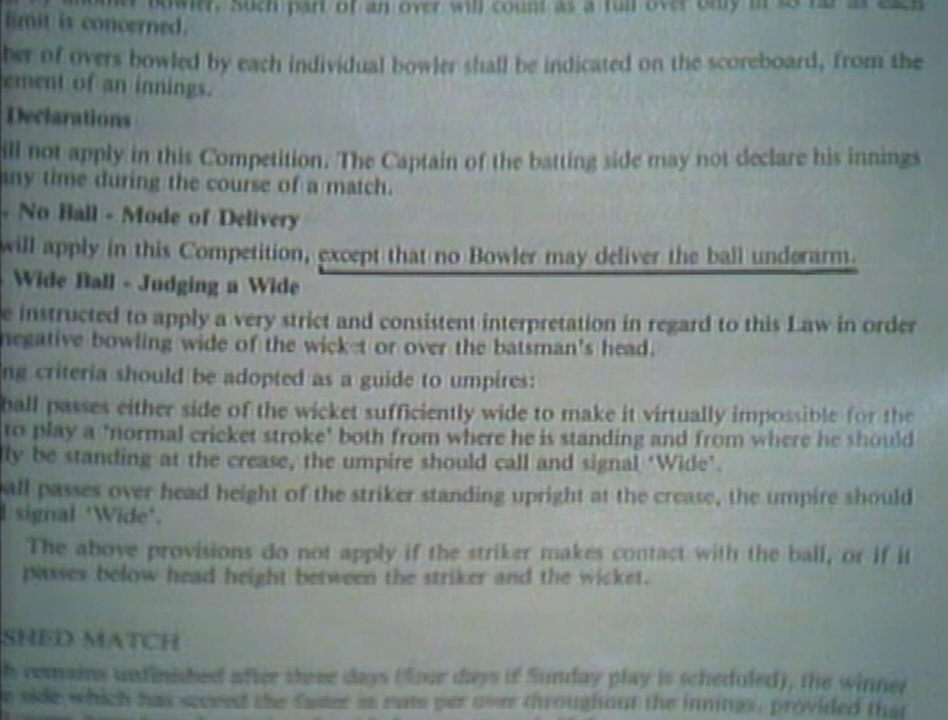 by another bowler. Such part of an over will count as a full over only in so far as each
limit is concerned.
ber of overs bowled by each individual bowler shall be indicated on the scoreboard, from the
ement of an innings.
Declarations
ill not apply in this Competition. The Captain of the batting side may not declare his innings
any time during the course of a match.
- No Ball - Mode of Delivery
will apply in this Competition, except that no Bowler may deliver the ball underarm.
- Wide Ball - Judging a Wide
e instructed to apply a very strict and consistent interpretation in regard to this Law in order
negative bowling wide of the wicket or over the batsman's head.
ng criteria should be adopted as a guide to umpires:
ball passes either side of the wicket sufficiently wide to make it virtually impossible for the
to play a 'normal cricket stroke' both from where he is standing and from where he should
lly be standing at the crease, the umpire should call and signal 'Wide'.
all passes over head height of the striker standing upright at the crease, the umpire should
l signal 'Wide'.
The above provisions do not apply if the striker makes contact with the ball, or if it
passes below head height between the striker and the wicket.
SHED MATCH
h remains unfinished after three days (four days if Sunday play is scheduled), the winner
e side which has scored the faster in runs per over throughout the innings, provided that